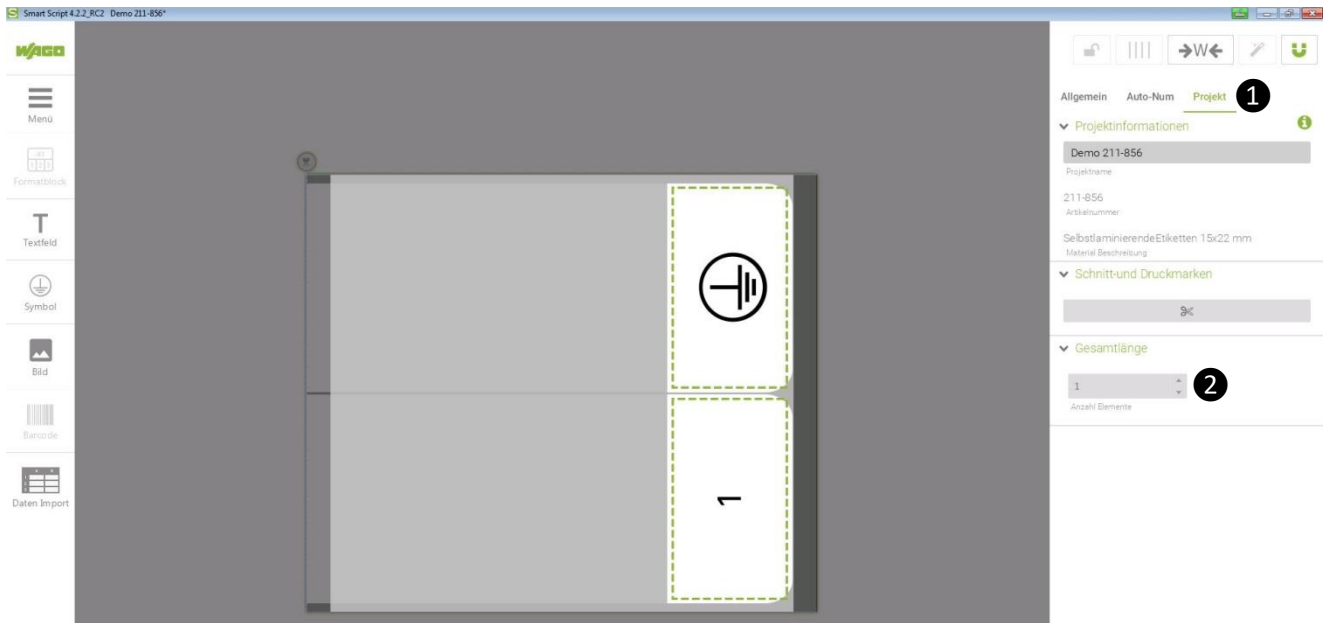 Smart Script 4.2.2_RC2 Demo 211-856*
WAGO
Menü
Formatblock
T
Textfeld
Symbol
Bild
Barcode
Daten Import
1
W
Allgemein Auto-Num Projekt 1
Projektinformationen
Demo 211-856
Projektname
211-856
Artikelnummer
SelbstlaminierendeEtiketten 15x22 mm
Material Beschreibung
Schnitt-und Druckmarken
Gesamtlänge
1 2
Anzahl Elemente